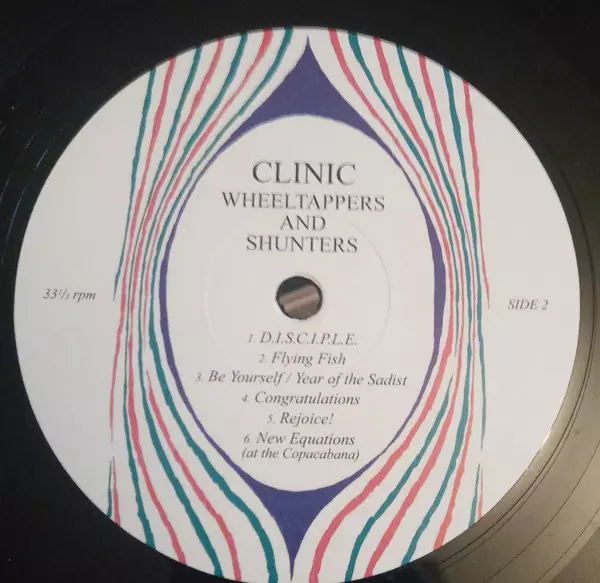 CLINIC
WHEELTAPPERS
AND
SHUNTERS
33⅓ rpm
SIDE 2
1. D.I.S.C.I.P.L.E.
2. Flying Fish
3. Be Yourself / Year of the Sadist
4. Congratulations
5. Rejoice!
6. New Equations
(at the Copacabana)